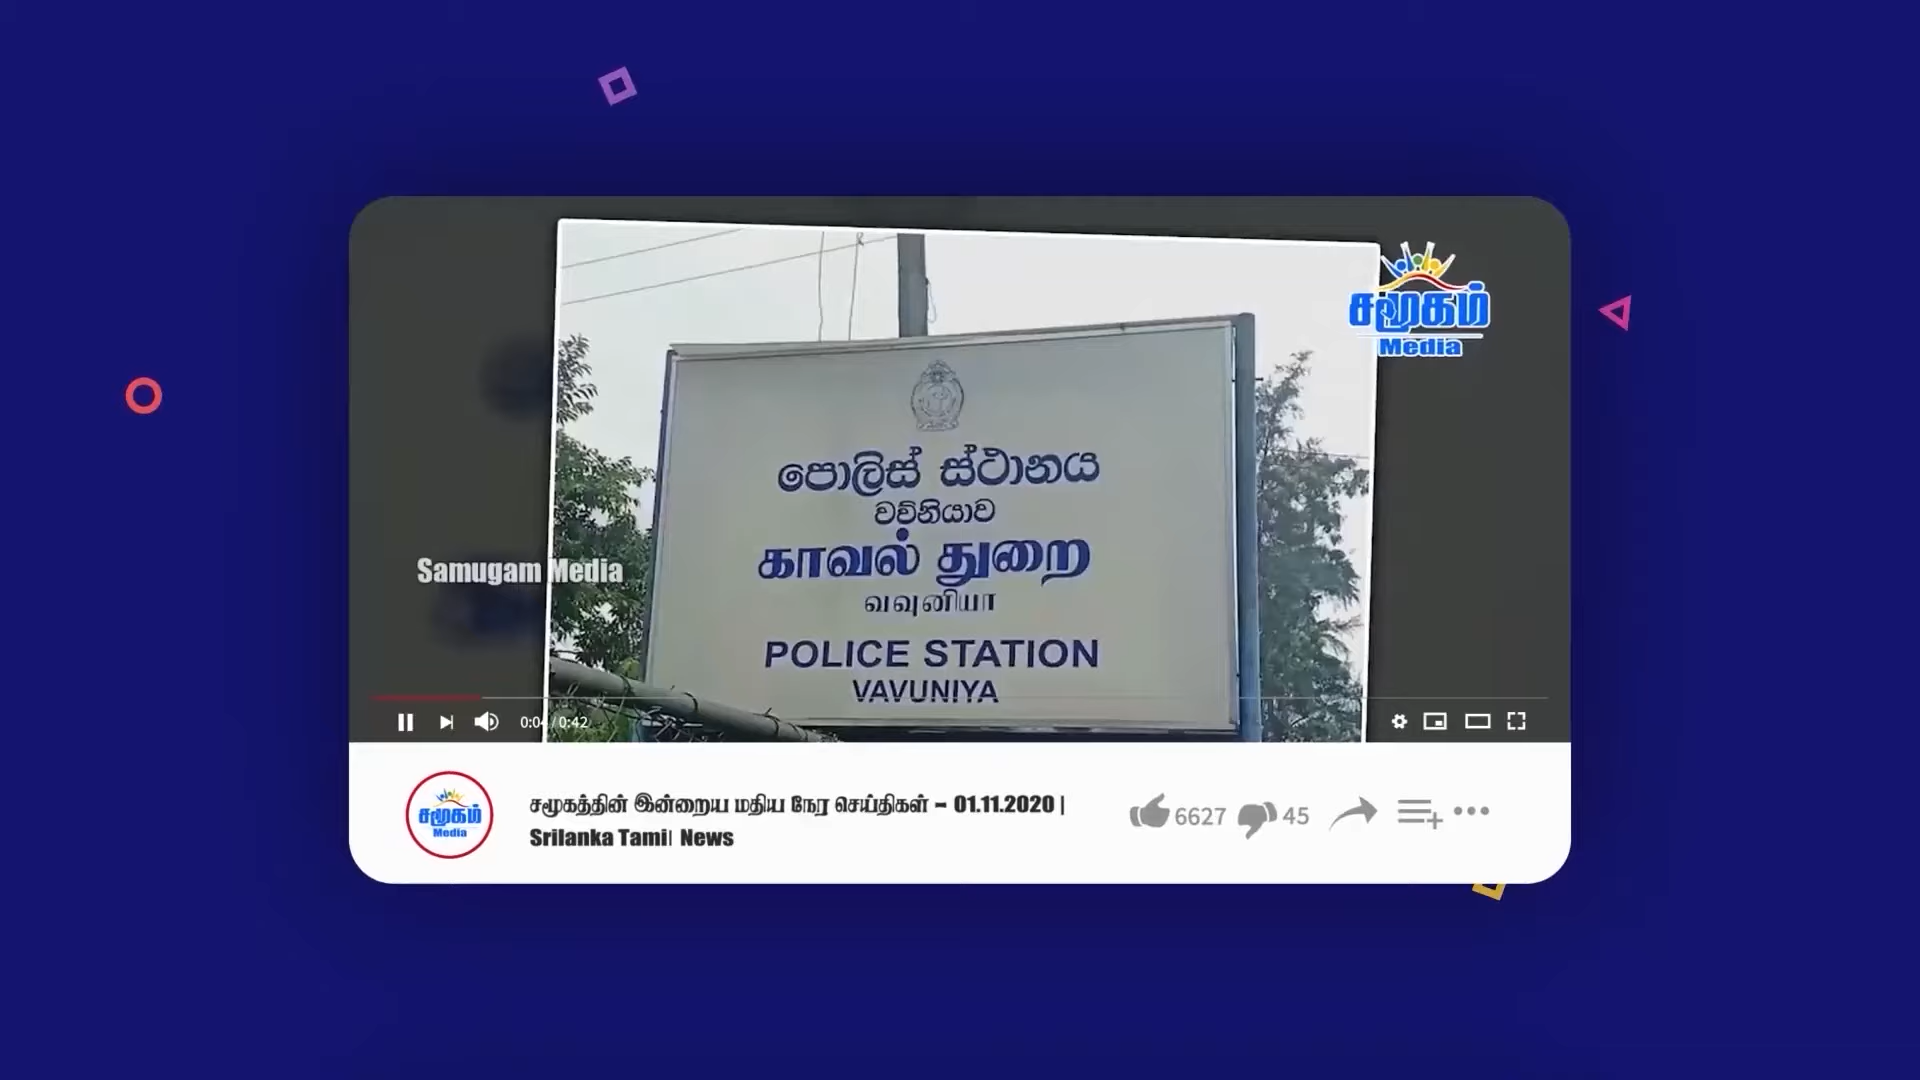 சமூகம்
Media
පොලිස් ස්ථානය
වව්නියාව
காவல் துறை
வவுனியா
POLICE STATION
VAVUNIYA
Samugam Media
0:04 / 0:42
சமூகம்
Media
சமூகத்தின் இன்றைய மதிய நேர செய்திகள் – 01.11.2020 |
Srilanka Tamil News
6627
45